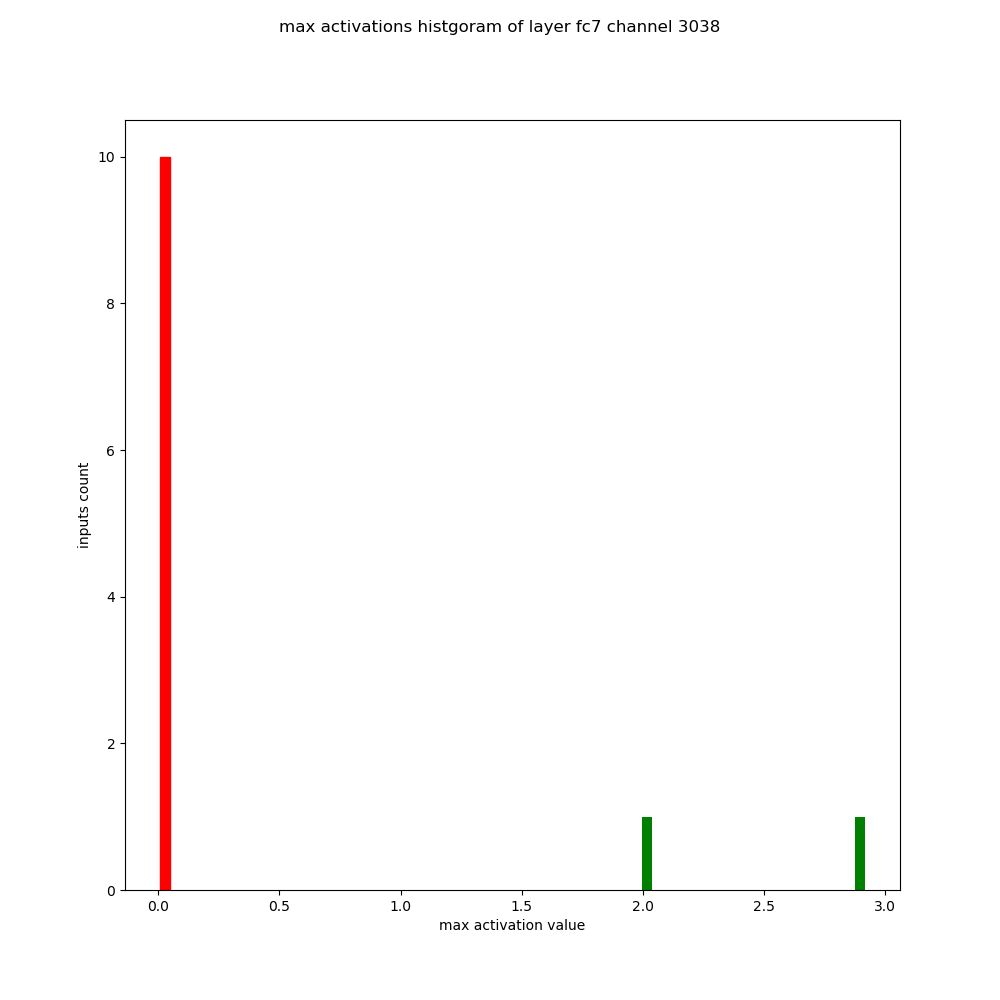 max activations histgoram of layer fc7 channel 3038
10
8
6
4
2
0
inputs count
0.0 0.5 1.0 1.5 2.0 2.5 3.0
max activation value